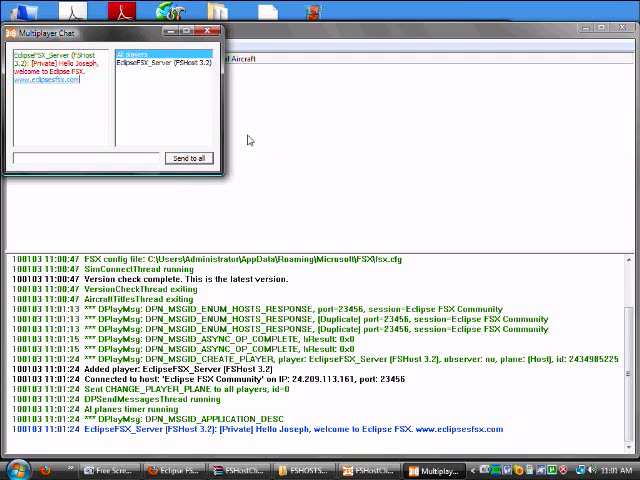 Multiplayer Chat
EclipseFSX_Server (FSHost
3.2): [Private] Hello Joseph,
welcome to Eclipse FSX.
www.eclipsesfsx.com
All players
EclipseFSX_Server (FSHost 3.2)
Send to all
al Aircraft
100103 11:00:47 FSX config file: C:\Users\Administrator\AppData\Roaming\Microsoft\FSX\fsx.cfg
100103 11:00:47 SimConnectThread running
100103 11:00:47 Version check complete. This is the latest version.
100103 11:00:47 VersionCheckThread exiting
100103 11:00:47 AircraftTitlesThread exiting
100103 11:01:13 *** DPlayMsg: DPN_MSGID_ENUM_HOSTS_RESPONSE, port=23456, session=Eclipse FSX Community
100103 11:01:13 *** DPlayMsg: DPN_MSGID_ENUM_HOSTS_RESPONSE, (Duplicate) port=23456, session=Eclipse FSX Community
100103 11:01:13 *** DPlayMsg: DPN_MSGID_ENUM_HOSTS_RESPONSE, (Duplicate) port=23456, session=Eclipse FSX Community
100103 11:01:15 *** DPlayMsg: DPN_MSGID_ASYNC_OP_COMPLETE, hResult: 0x0
100103 11:01:15 *** DPlayMsg: DPN_MSGID_ASYNC_OP_COMPLETE, hResult: 0x0
100103 11:01:24 *** DPlayMsg: DPN_MSGID_CREATE_PLAYER, player: EclipseFSX_Server (FSHost 3.2), observer: no, plane: [Host], id: 2434985225
100103 11:01:24 Added player: EclipseFSX_Server (FSHost 3.2)
100103 11:01:24 Connected to host: 'Eclipse FSX Community' on IP: 24.209.113.161, port: 23456
100103 11:01:24 Sent CHANGE_PLAYER_PLANE to all players, id=0
100103 11:01:24 DPSendMessagesThread running
100103 11:01:24 AI planes timer running
100103 11:01:24 *** DPlayMsg: DPN_MSGID_APPLICATION_DESC
100103 11:01:24 EclipseFSX_Server (FSHost 3.2): [Private] Hello Joseph, welcome to Eclipse FSX. www.eclipsesfsx.com
Free Screen...
Eclipse FS...
FSHostCli...
FSHOSTS...
FSHostC...
Multiplay...
11:01 AM